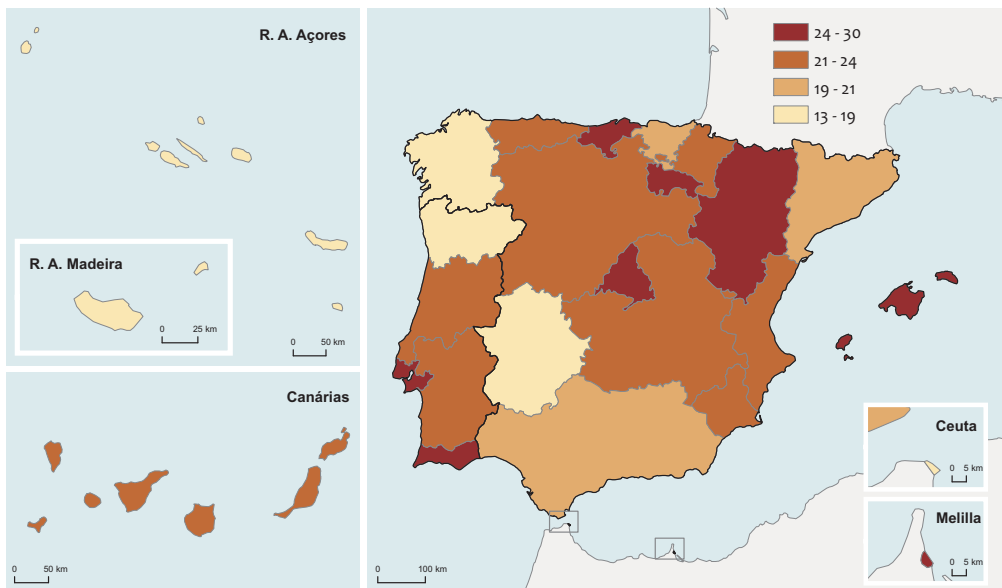 R. A. Açores
R. A. Madeira
0 25 km
0 50 km
Canárias
0 50 km
24 - 30
21 - 24
19 - 21
13 - 19
0 100 km
Ceuta
0 5 km
Melilla
0 5 km